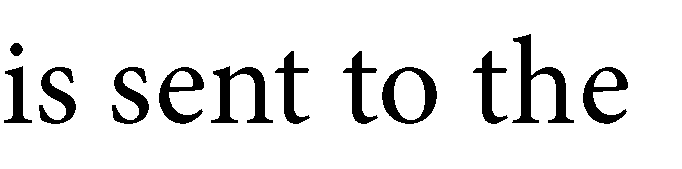 is sent to the